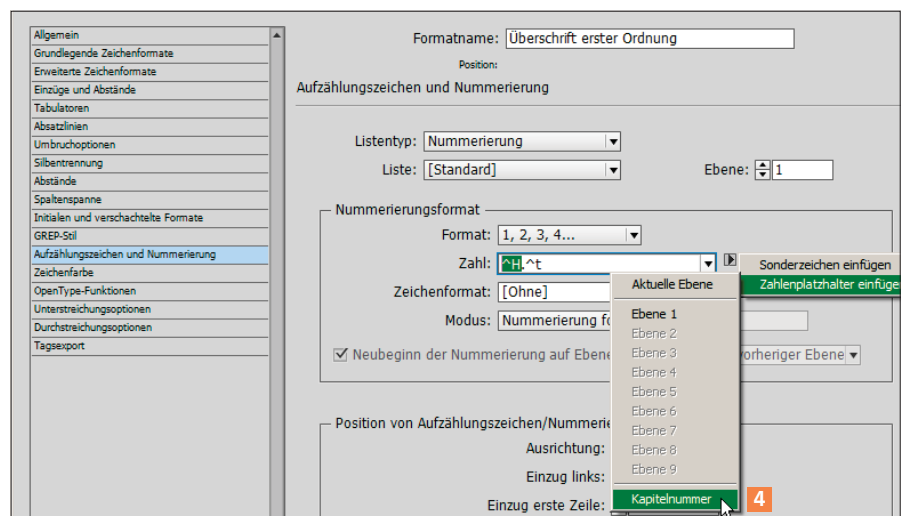 Allgemein
Grundlegende Zeichenformate
Erweiterte Zeichenformate
Einzüge und Abstände
Tabulatoren
Absatzlinien
Umbruchoptionen
Silbentrennung
Abstände
Spaltenspanne
Initialen und verschachtelte Formate
GREP-Stil
Aufzählungszeichen und Nummerierung
Zeichenfarbe
OpenType-Funktionen
Unterstreichungsoptionen
Durchstreichungsoptionen
Tagsexport
Formatname: Überschrift erster Ordnung
Position:
Aufzählungszeichen und Nummerierung
Listentyp: Nummerierung
Liste: [Standard] Ebene: 1
Nummerierungsformat
Format: 1, 2, 3, 4...
Zahl: ^H.^t
Zeichenformat: [Ohne]
Modus: Nummerierung fo
Neubeginn der Nummerierung auf Ebene orheriger Ebene
Position von Aufzählungszeichen/Nummerie
Ausrichtung:
Einzug links:
Einzug erste Zeile:
Sonderzeichen einfügen
Zahlenplatzhalter einfüge
Aktuelle Ebene
Ebene 1
Ebene 2
Ebene 3
Ebene 4
Ebene 5
Ebene 6
Ebene 7
Ebene 8
Ebene 9
Kapitelnummer
4